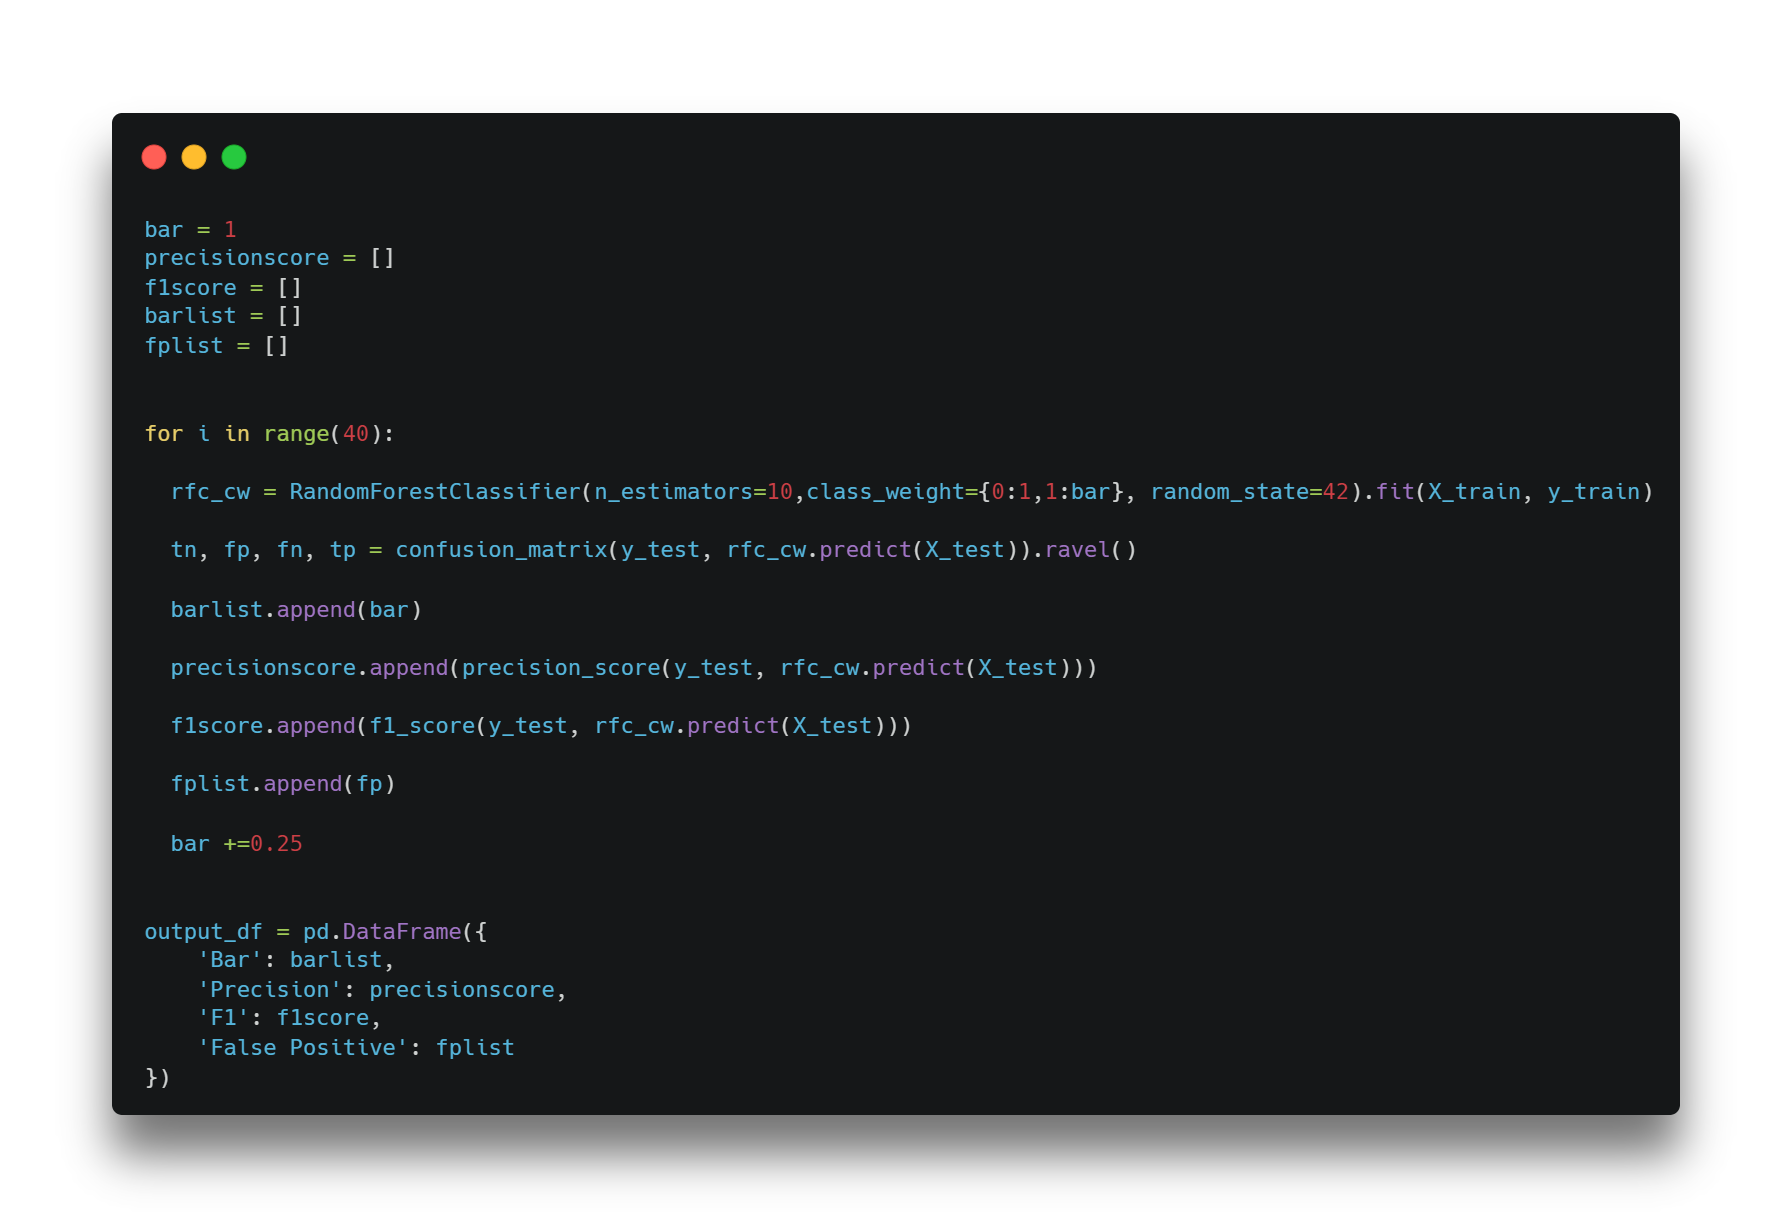 bar = 1
precisionscore = []
f1score = []
barlist = []
fplist = []
for i in range(40):
  rfc_cw = RandomForestClassifier(n_estimators=10,class_weight={0:1,1:bar}, random_state=42).fit(X_train, y_train)
  tn, fp, fn, tp = confusion_matrix(y_test, rfc_cw.predict(X_test)).ravel()
  barlist.append(bar)
  precisionscore.append(precision_score(y_test, rfc_cw.predict(X_test)))
  f1score.append(f1_score(y_test, rfc_cw.predict(X_test)))
  fplist.append(fp)
  bar +=0.25
output_df = pd.DataFrame({
    'Bar': barlist,
    'Precision': precisionscore,
    'F1': f1score,
    'False Positive': fplist
})